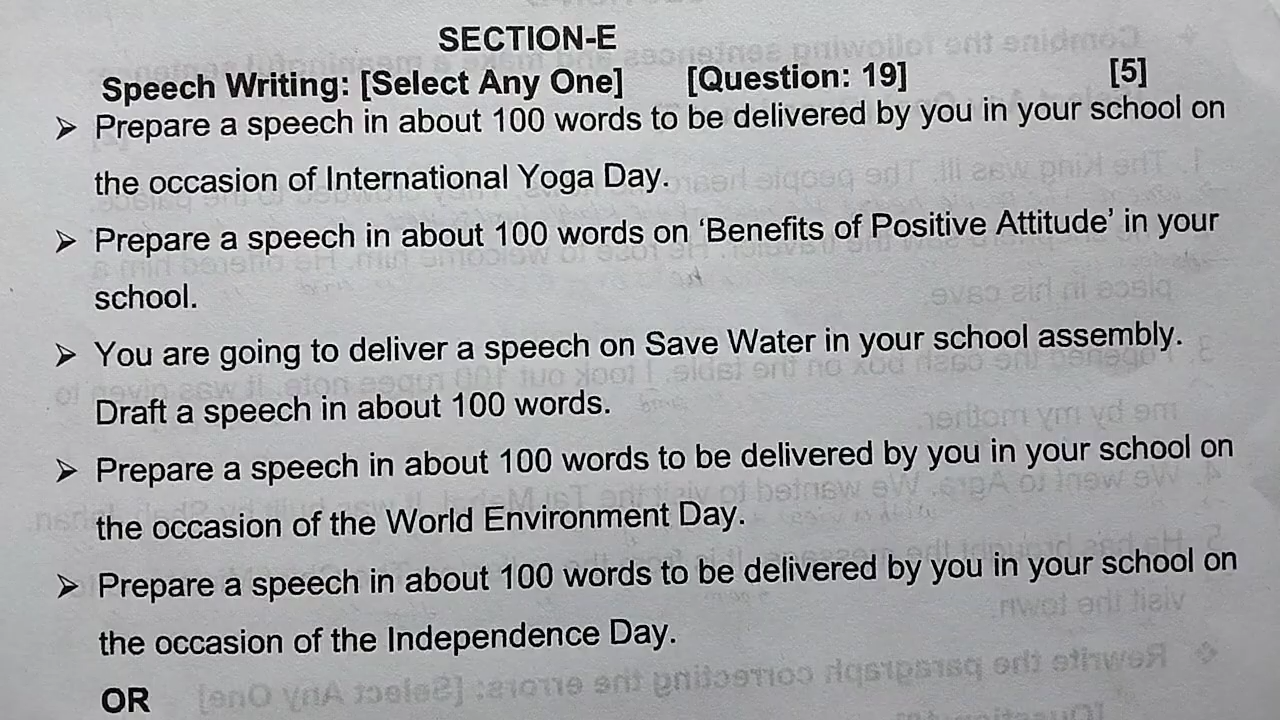 SECTION-E
Speech Writing: [Select Any One] [Question: 19] [5]
➢ Prepare a speech in about 100 words to be delivered by you in your school on
the occasion of International Yoga Day.
➢ Prepare a speech in about 100 words on ‘Benefits of Positive Attitude’ in your
school.
➢ You are going to deliver a speech on Save Water in your school assembly.
Draft a speech in about 100 words.
➢ Prepare a speech in about 100 words to be delivered by you in your school on
the occasion of the World Environment Day.
➢ Prepare a speech in about 100 words to be delivered by you in your school on
the occasion of the Independence Day.
OR